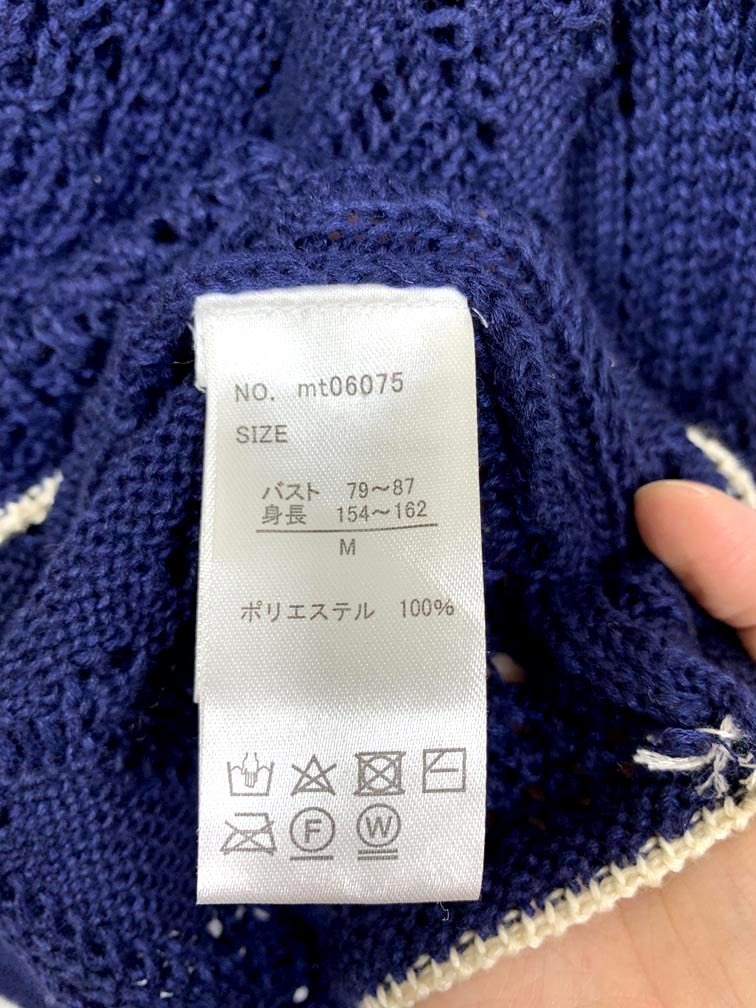 NO. mt06075
SIZE
バスト 79～87
身長 154～162
M
ポリエステル 100%
F W